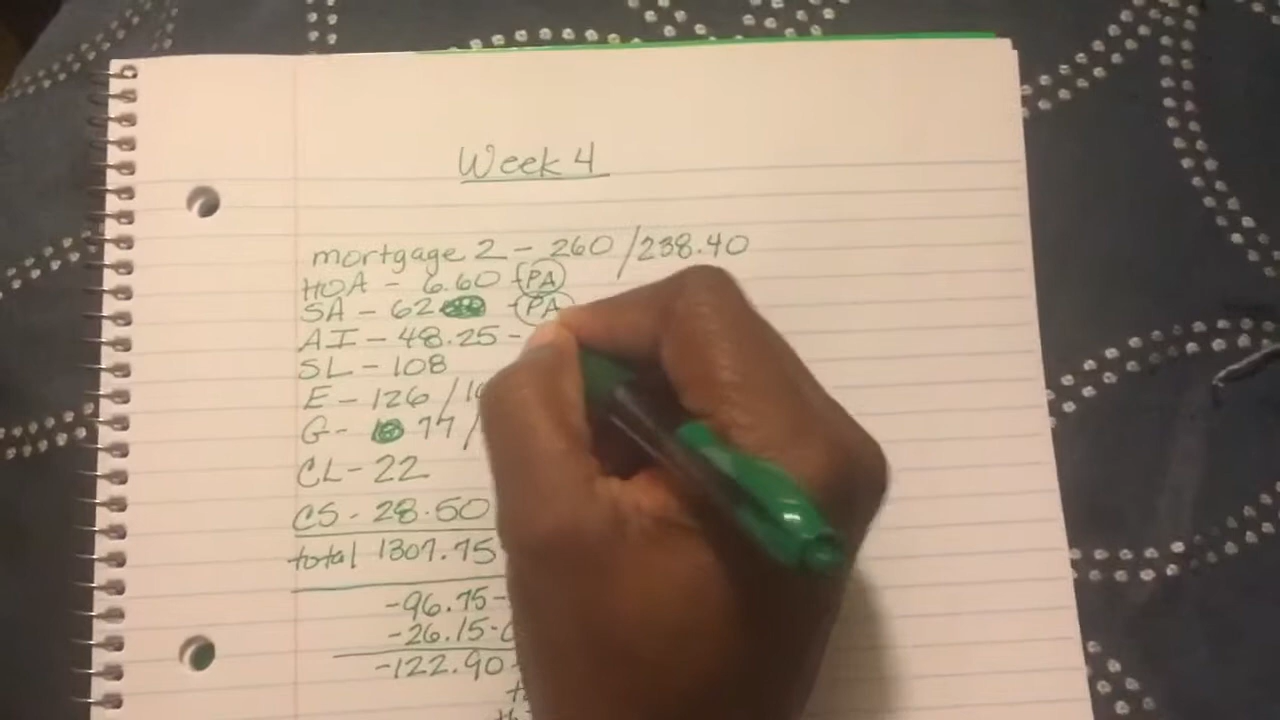 Week 4
mortgage 2 - 260 / 238.40
HOA - 6.60 - PA
SA - 62 - PA
AI - 48.25 -
SL - 108
E - 126 /
G - 77 /
CL - 22
CS - 28.50
total 1307.75
-96.75-
-26.15-
-122.90-